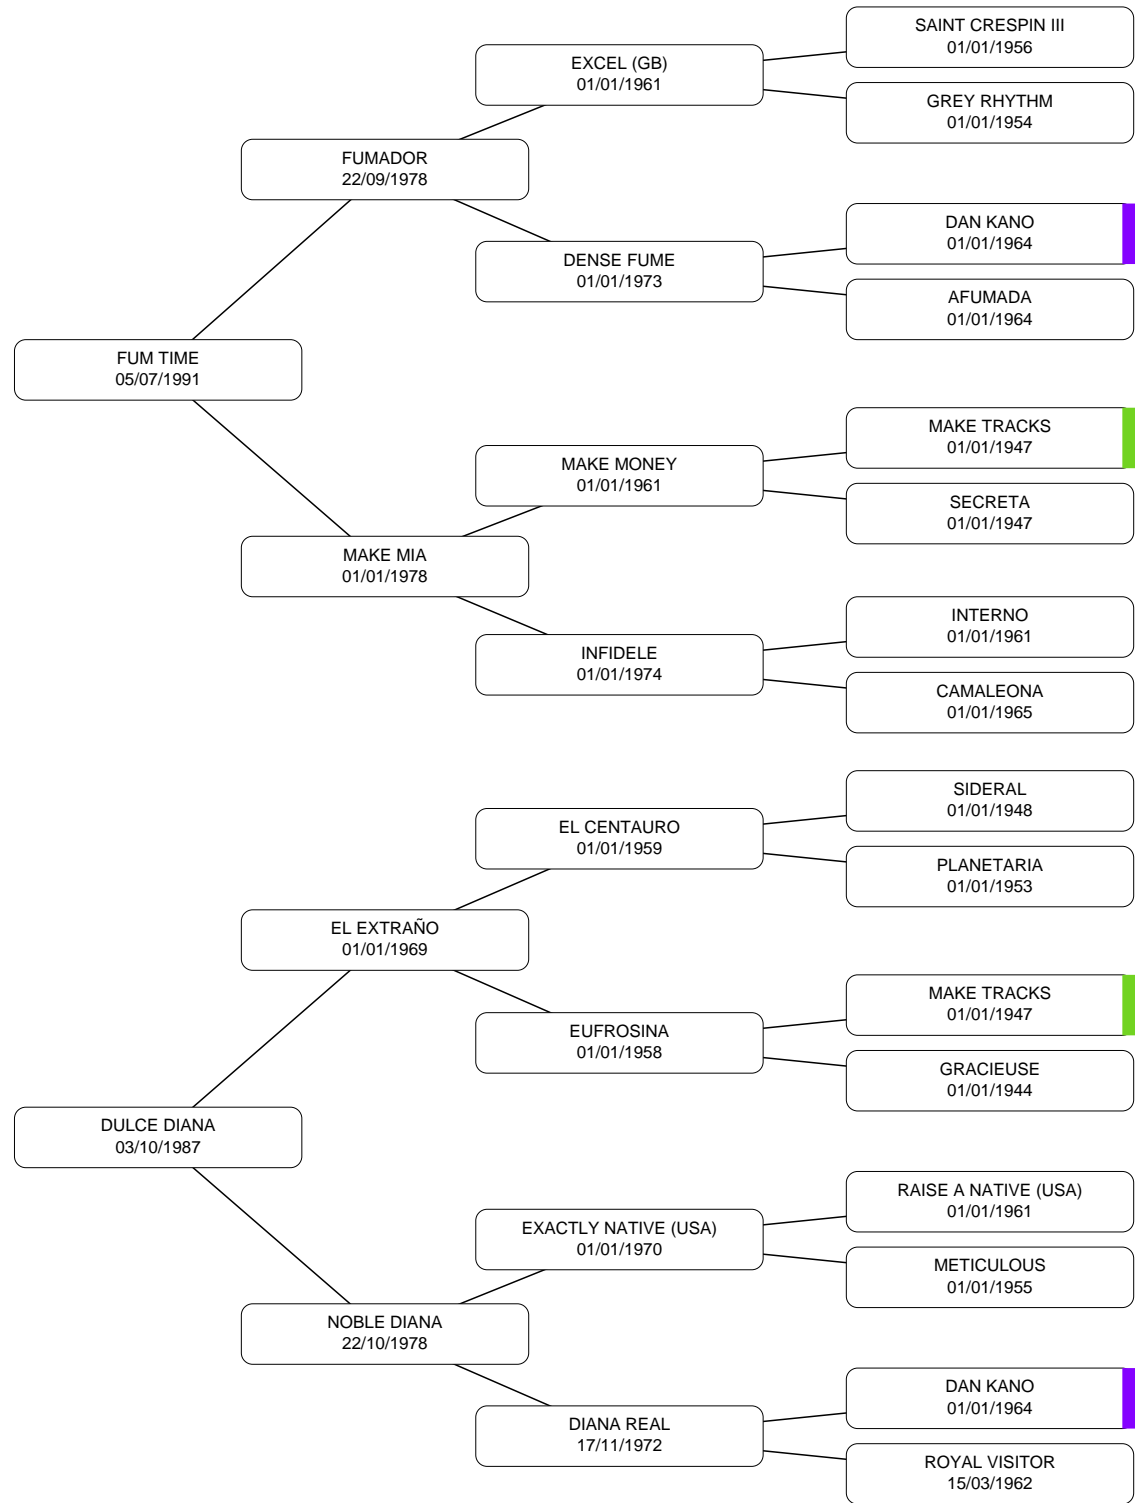 SAINT CRESPIN III
01/01/1956
EXCEL (GB)
01/01/1961
GREY RHYTHM
01/01/1954
FUMADOR
22/09/1978
DAN KANO
01/01/1964
DENSE FUME
01/01/1973
AFUMADA
01/01/1964
FUM TIME
05/07/1991
MAKE TRACKS
01/01/1947
MAKE MONEY
01/01/1961
SECRETA
01/01/1947
MAKE MIA
01/01/1978
INTERNO
01/01/1961
INFIDELE
01/01/1974
CAMALEONA
01/01/1965
SIDERAL
01/01/1948
EL CENTAURO
01/01/1959
PLANETARIA
01/01/1953
EL EXTRAÑO
01/01/1969
MAKE TRACKS
01/01/1947
EUFROSINA
01/01/1958
GRACIEUSE
01/01/1944
DULCE DIANA
03/10/1987
RAISE A NATIVE (USA)
01/01/1961
EXACTLY NATIVE (USA)
01/01/1970
METICULOUS
01/01/1955
NOBLE DIANA
22/10/1978
DAN KANO
01/01/1964
DIANA REAL
17/11/1972
ROYAL VISITOR
15/03/1962